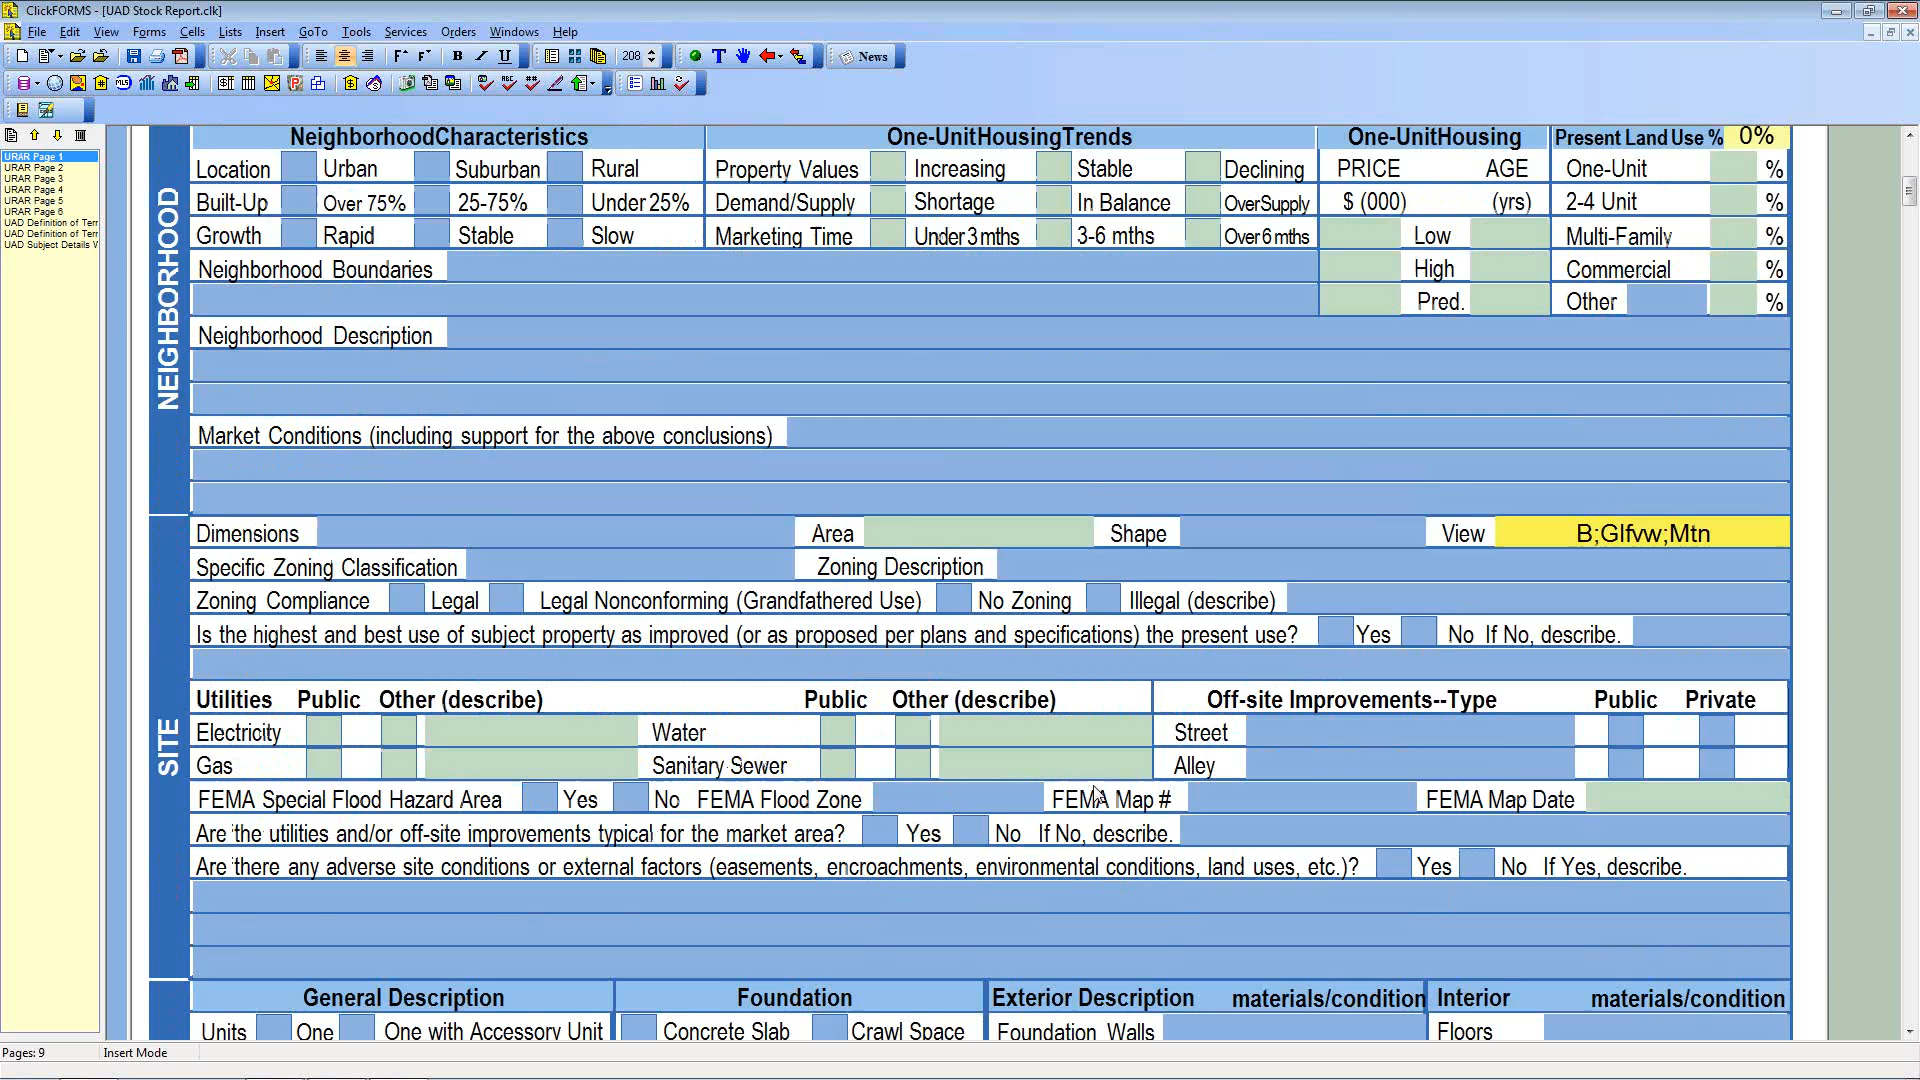 ClickFORMS - [UAD Stock Report.clk]
File Edit View Forms Cells Lists Insert GoTo Tools Services Orders Windows Help
B I U 208 T News
URAR Page 1
URAR Page 2
URAR Page 3
URAR Page 4
URAR Page 5
URAR Page 6
UAD Definition of Terr
UAD Definition of Terr
UAD Subject Details V
NEIGHBORHOOD
NeighborhoodCharacteristics One-UnitHousingTrends One-UnitHousing Present Land Use % 0%
Location Urban Suburban Rural Property Values Increasing Stable Declining PRICE AGE One-Unit %
Built-Up Over 75% 25-75% Under 25% Demand/Supply Shortage In Balance OverSupply $ (000) (yrs) 2-4 Unit %
Growth Rapid Stable Slow Marketing Time Under 3 mths 3-6 mths Over 6 mths Low Multi-Family %
Neighborhood Boundaries High Commercial %
Pred. Other %
Neighborhood Description
Market Conditions (including support for the above conclusions)
SITE
Dimensions Area Shape View B;Glfvw;Mtn
Specific Zoning Classification Zoning Description
Zoning Compliance Legal Legal Nonconforming (Grandfathered Use) No Zoning Illegal (describe)
Is the highest and best use of subject property as improved (or as proposed per plans and specifications) the present use? Yes No If No, describe.
Utilities Public Other (describe) Public Other (describe) Off-site Improvements--Type Public Private
Electricity Water Street
Gas Sanitary Sewer Alley
FEMA Special Flood Hazard Area Yes No FEMA Flood Zone FEMA Map # FEMA Map Date
Are the utilities and/or off-site improvements typical for the market area? Yes No If No, describe.
Are there any adverse site conditions or external factors (easements, encroachments, environmental conditions, land uses, etc.)? Yes No If Yes, describe.
General Description Foundation Exterior Description materials/condition Interior materials/condition
Units One One with Accessory Unit Concrete Slab Crawl Space Foundation Walls Floors
Pages: 9 Insert Mode